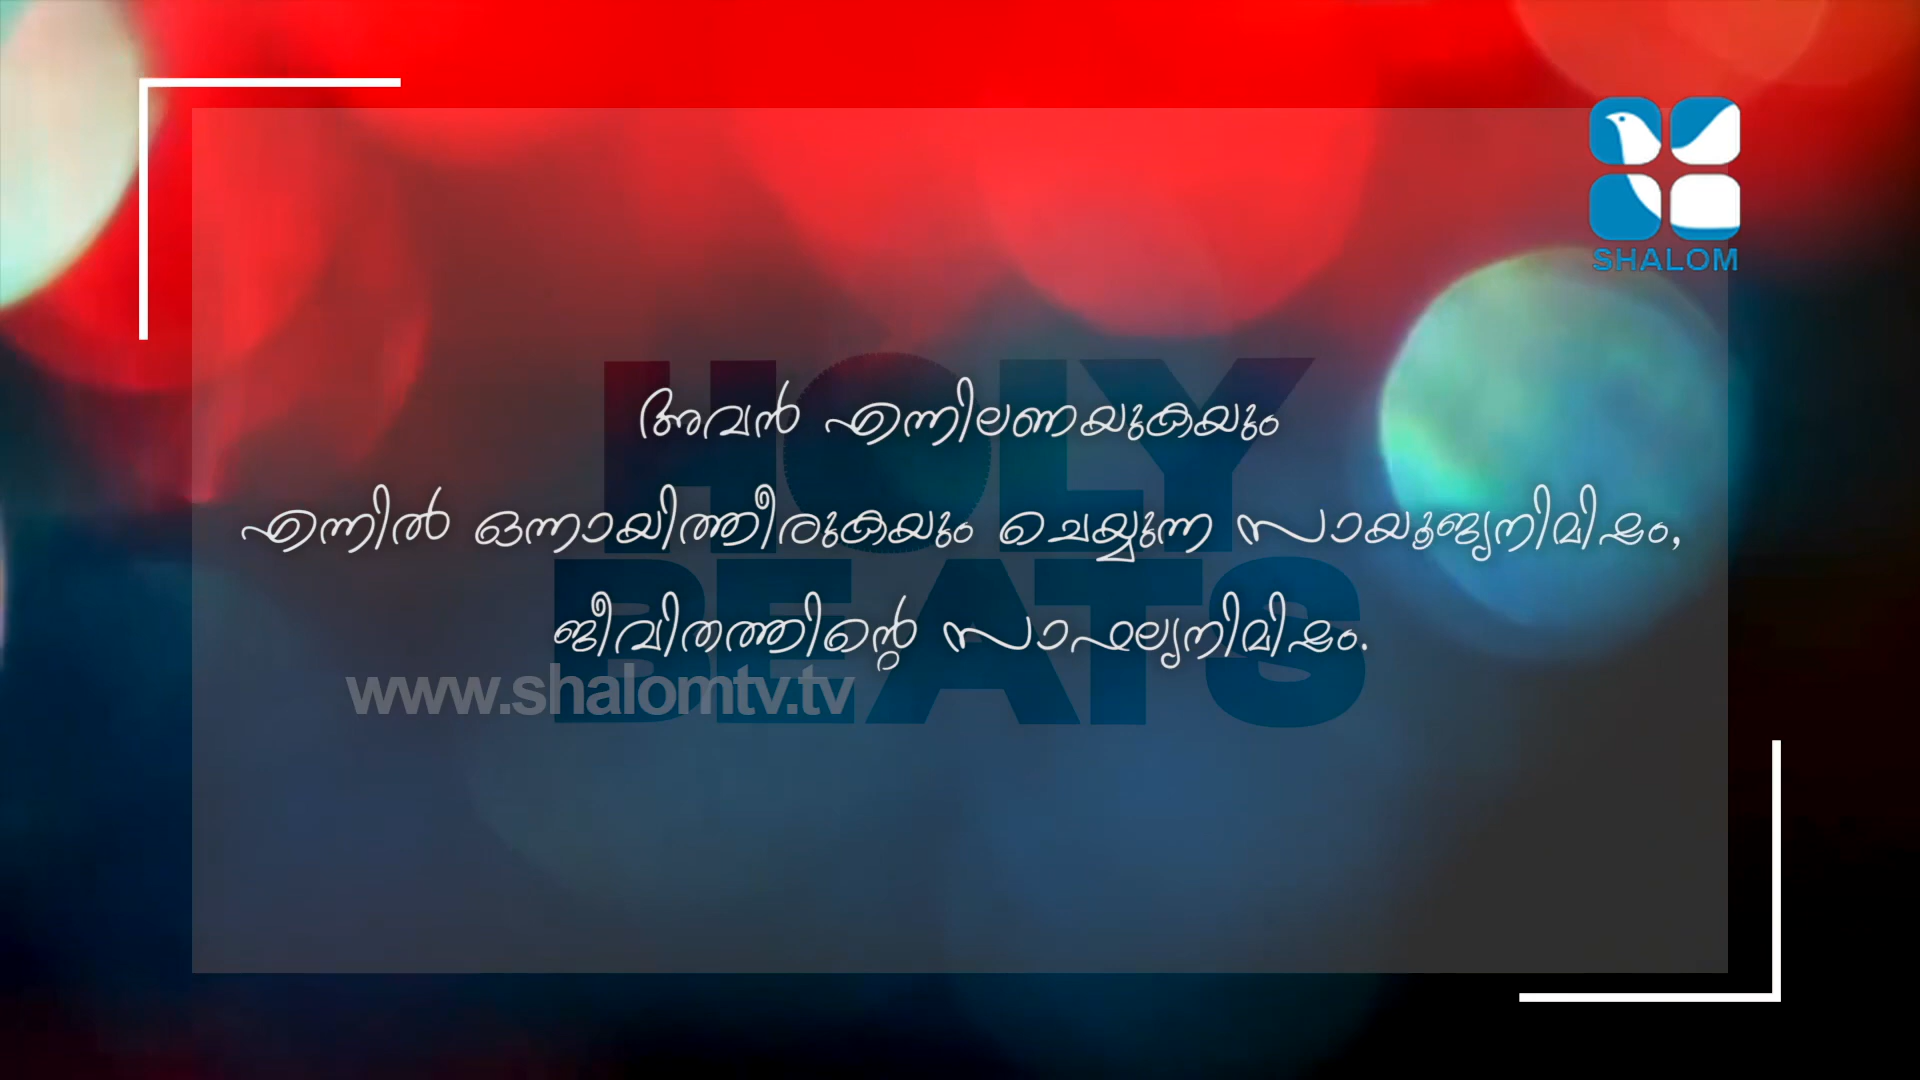 SHALOM
HOLY
അവൻ എന്നിലണയുകയും
എന്നിൽ ഒന്നായിത്തീരുകയും ചെയ്യുന്ന സായൂജ്യനിമിഷം,
BEATS
ജീവിതത്തിന്റെ സാഫല്യനിമിഷം.
www.shalomtv.tv